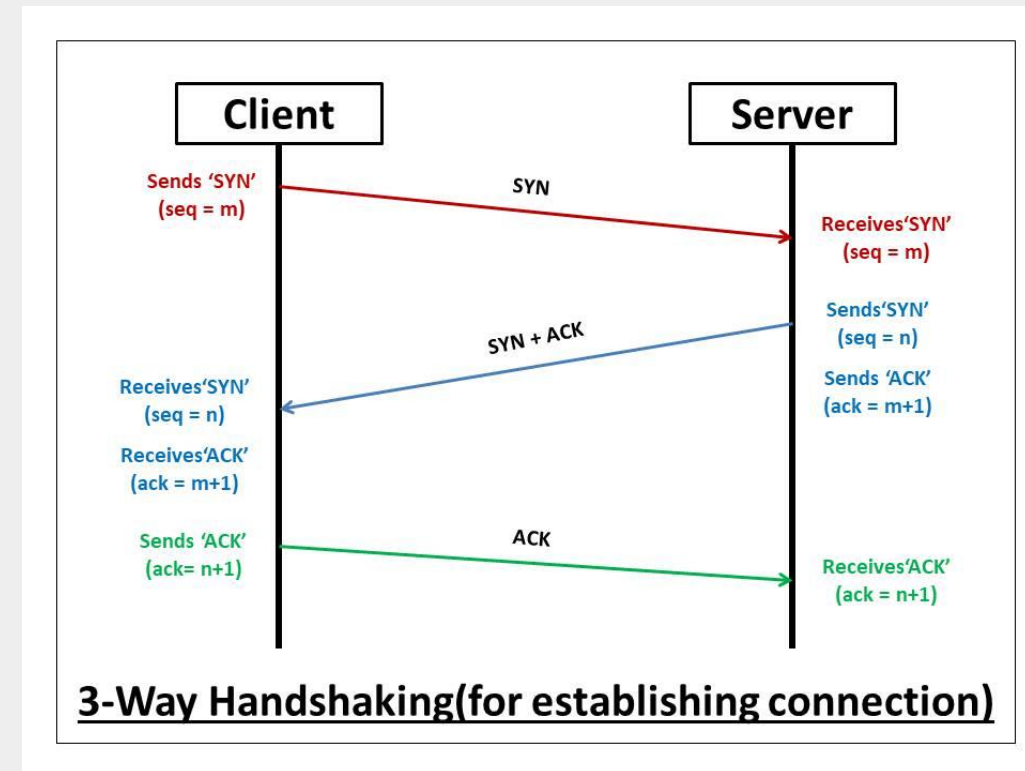 Client
Server
Sends ‘SYN’
(seq = m)
SYN
Receives‘SYN’
(seq = m)
Sends‘SYN’
(seq = n)
SYN + ACK
Sends ‘ACK’
(ack = m+1)
Receives‘SYN’
(seq = n)
Receives‘ACK’
(ack = m+1)
Sends ‘ACK’
(ack= n+1)
ACK
Receives‘ACK’
(ack = n+1)
3-Way Handshaking(for establishing connection)